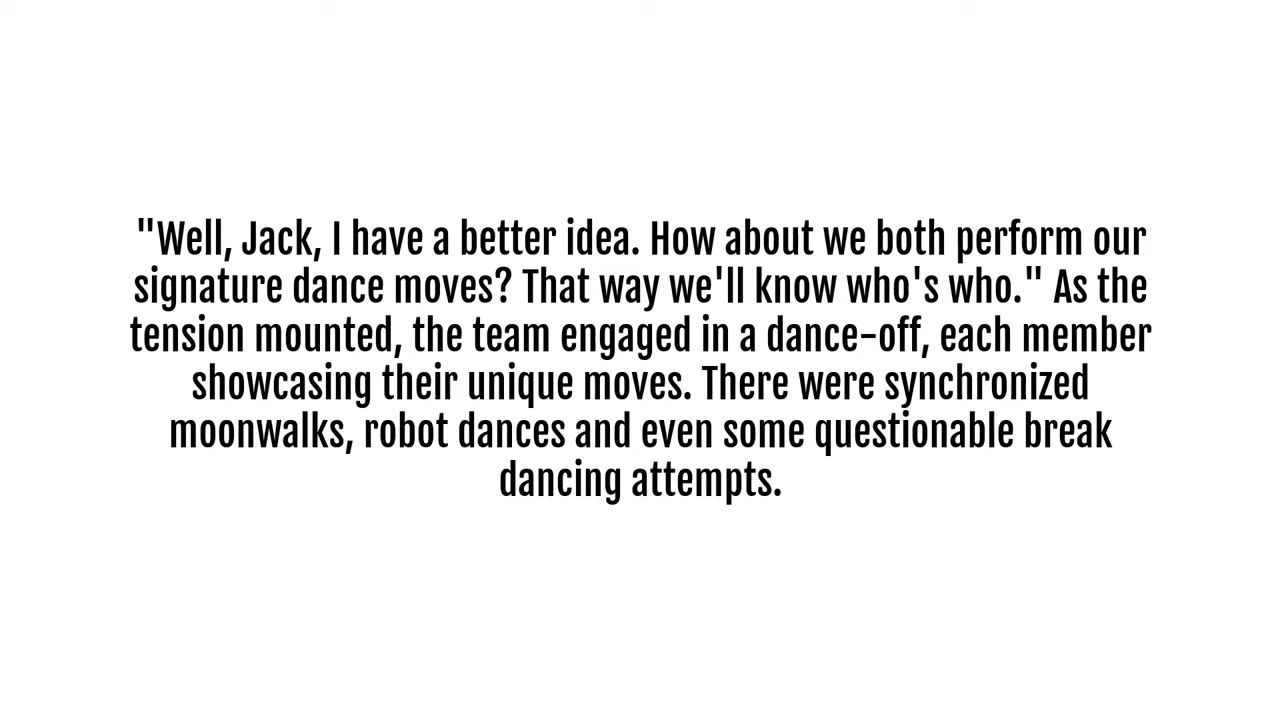 "Well, Jack, I have a better idea. How about we both perform our
signature dance moves? That way we'll know who's who." As the
tension mounted, the team engaged in a dance-off, each member
showcasing their unique moves. There were synchronized
moonwalks, robot dances and even some questionable break
dancing attempts.